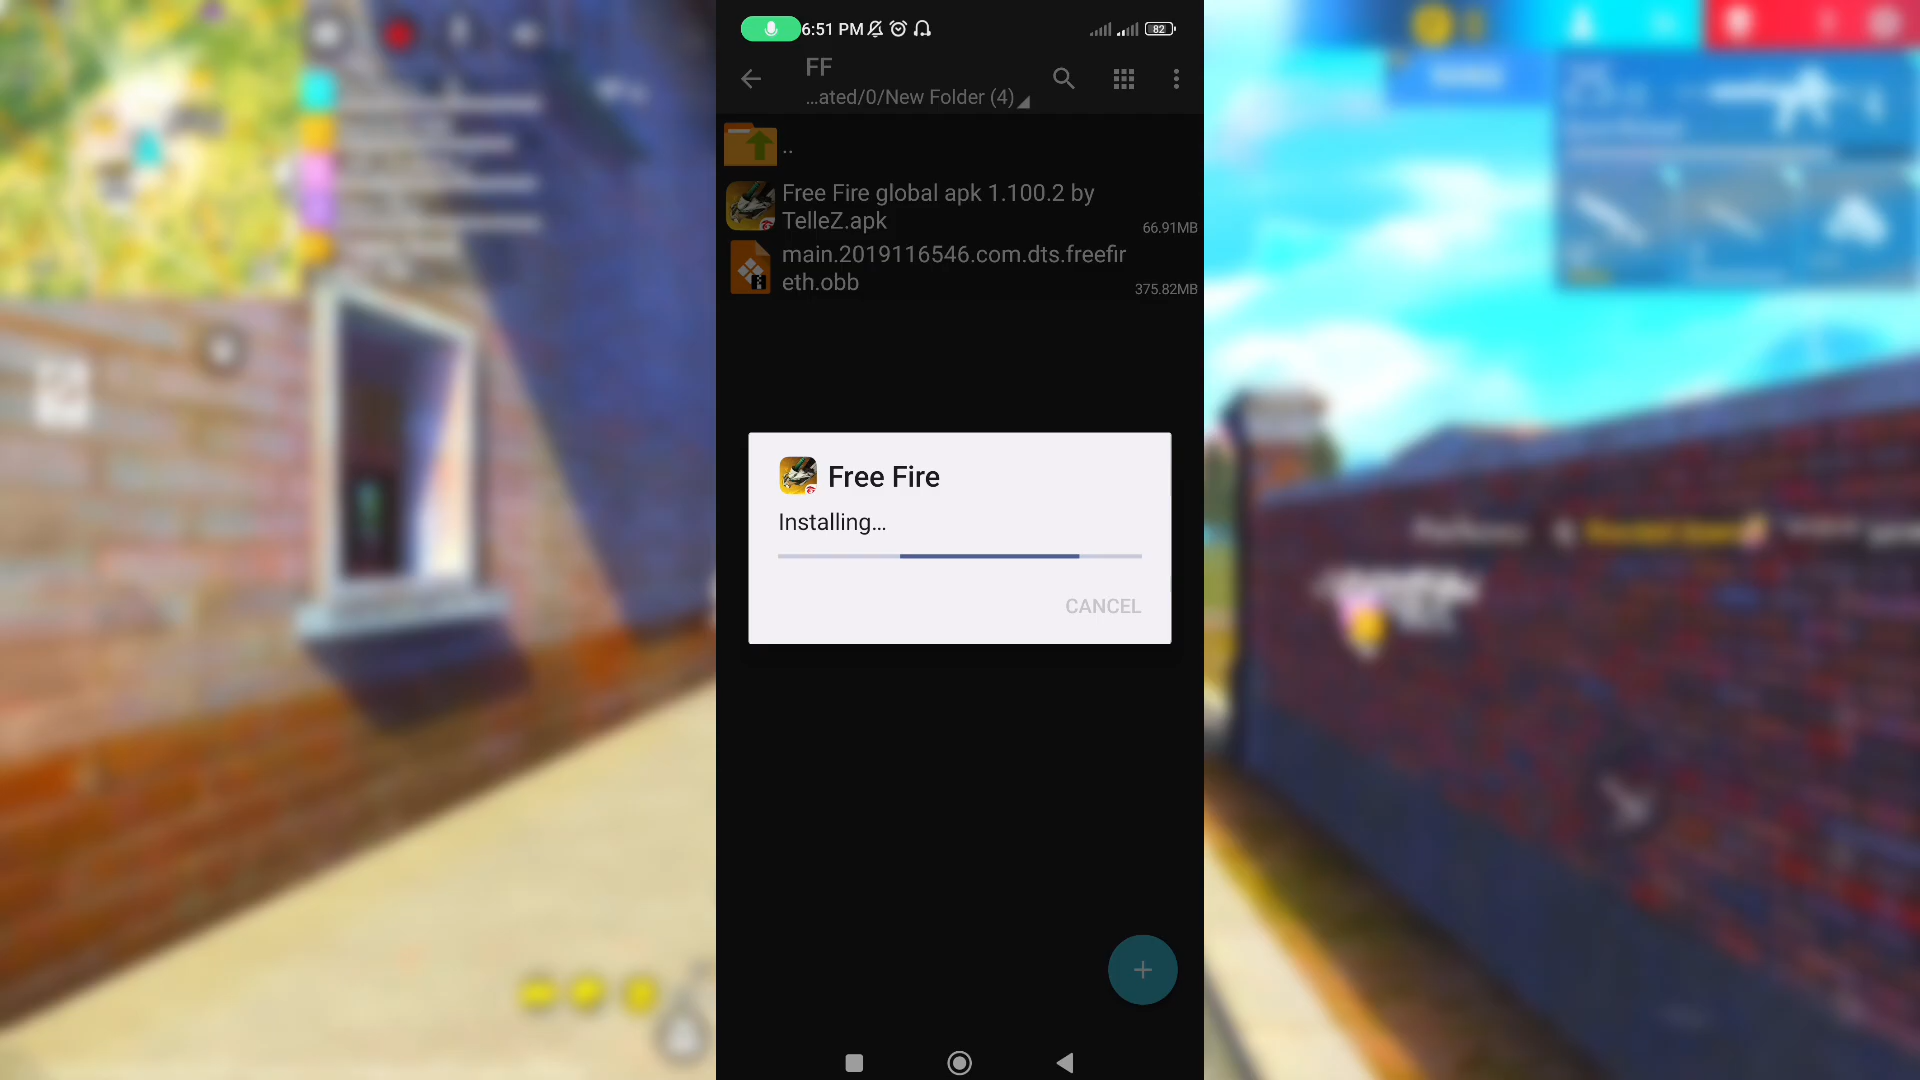 6:51 PM
82
FF
...ated/0/New Folder (4)
..
Free Fire global apk 1.100.2 by
TelleZ.apk
66.91MB
main.2019116546.com.dts.freefir
eth.obb
375.82MB
Free Fire
Installing...
CANCEL